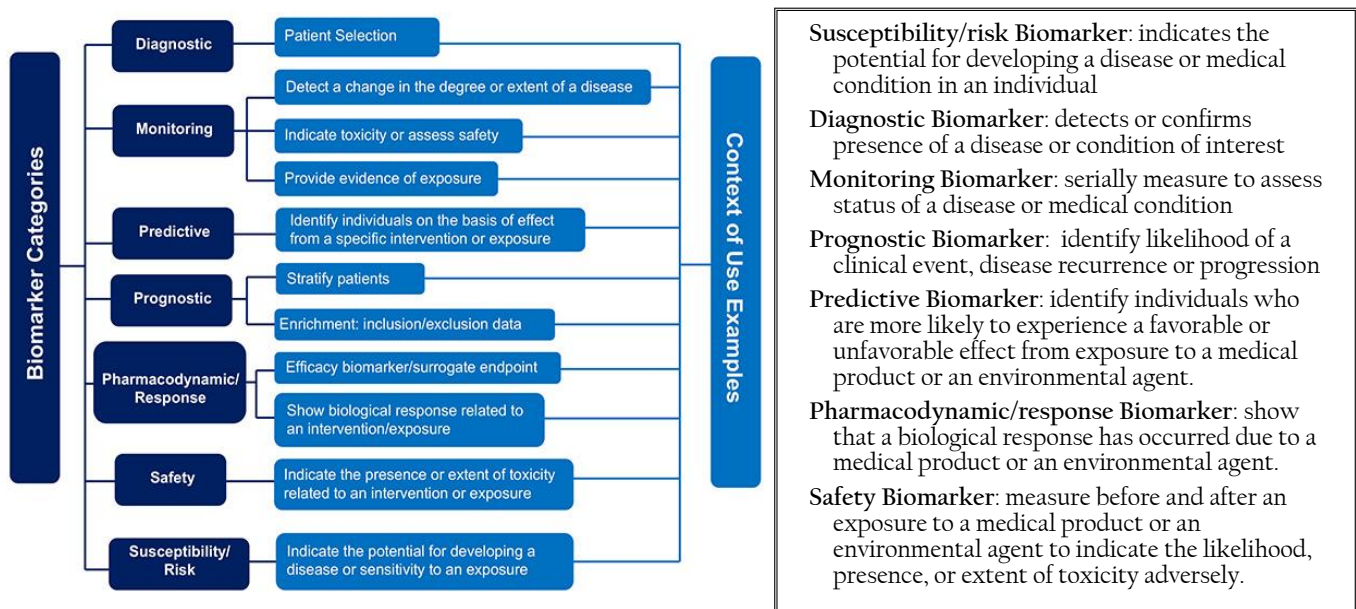 Biomarker Categories
Diagnostic
Patient Selection
Monitoring
Detect a change in the degree or extent of a disease
Indicate toxicity or assess safety
Provide evidence of exposure
Predictive
Identify individuals on the basis of effect
from a specific intervention or exposure
Prognostic
Stratify patients
Enrichment: inclusion/exclusion data
Pharmacodynamic/
Response
Efficacy biomarker/surrogate endpoint
Show biological response related to
an intervention/exposure
Safety
Indicate the presence or extent of toxicity
related to an intervention or exposure
Susceptibility/
Risk
Indicate the potential for developing a
disease or sensitivity to an exposure
Context of Use Examples
Susceptibility/risk Biomarker: indicates the
potential for developing a disease or medical
condition in an individual
Diagnostic Biomarker: detects or confirms
presence of a disease or condition of interest
Monitoring Biomarker: serially measure to assess
status of a disease or medical condition
Prognostic Biomarker: identify likelihood of a
clinical event, disease recurrence or progression
Predictive Biomarker: identify individuals who
are more likely to experience a favorable or
unfavorable effect from exposure to a medical
product or an environmental agent.
Pharmacodynamic/response Biomarker: show
that a biological response has occurred due to a
medical product or an environmental agent.
Safety Biomarker: measure before and after an
exposure to a medical product or an
environmental agent to indicate the likelihood,
presence, or extent of toxicity adversely.